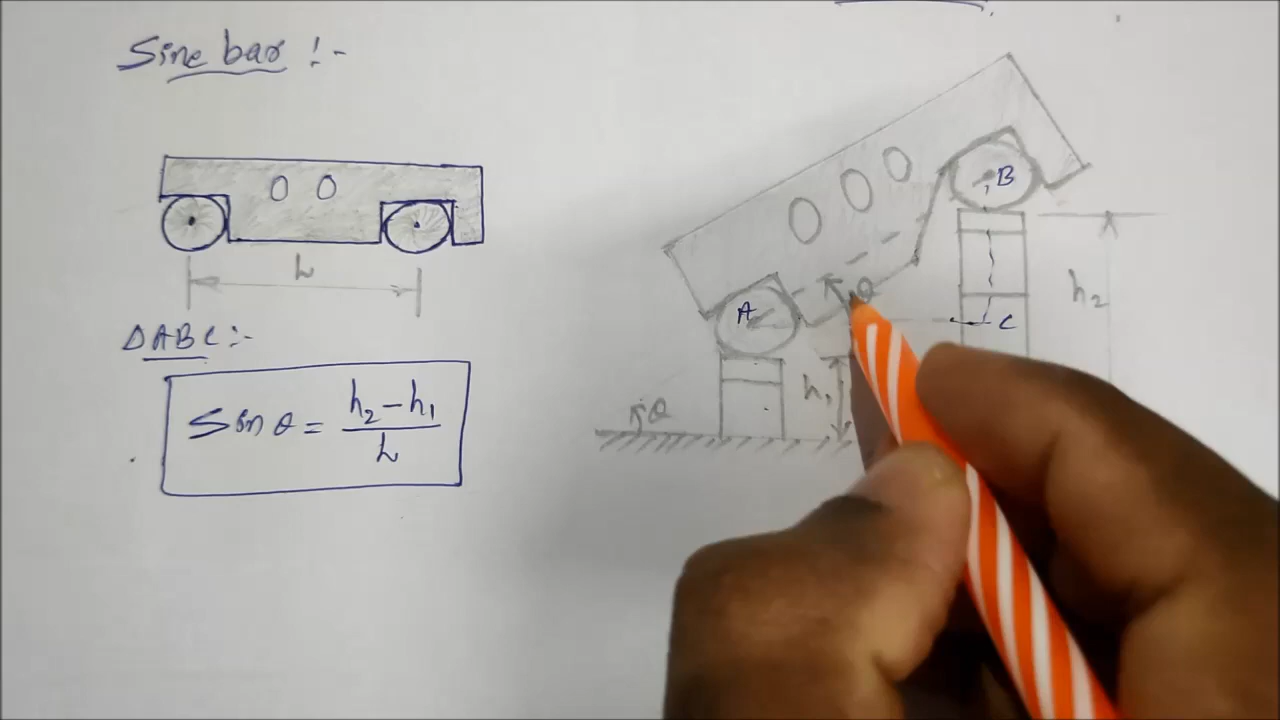 Sine bar :-
L
ΔABC :-
Sin θ = (h₂ - h₁) / L
A
B
C
θ
θ
h₁
h₂